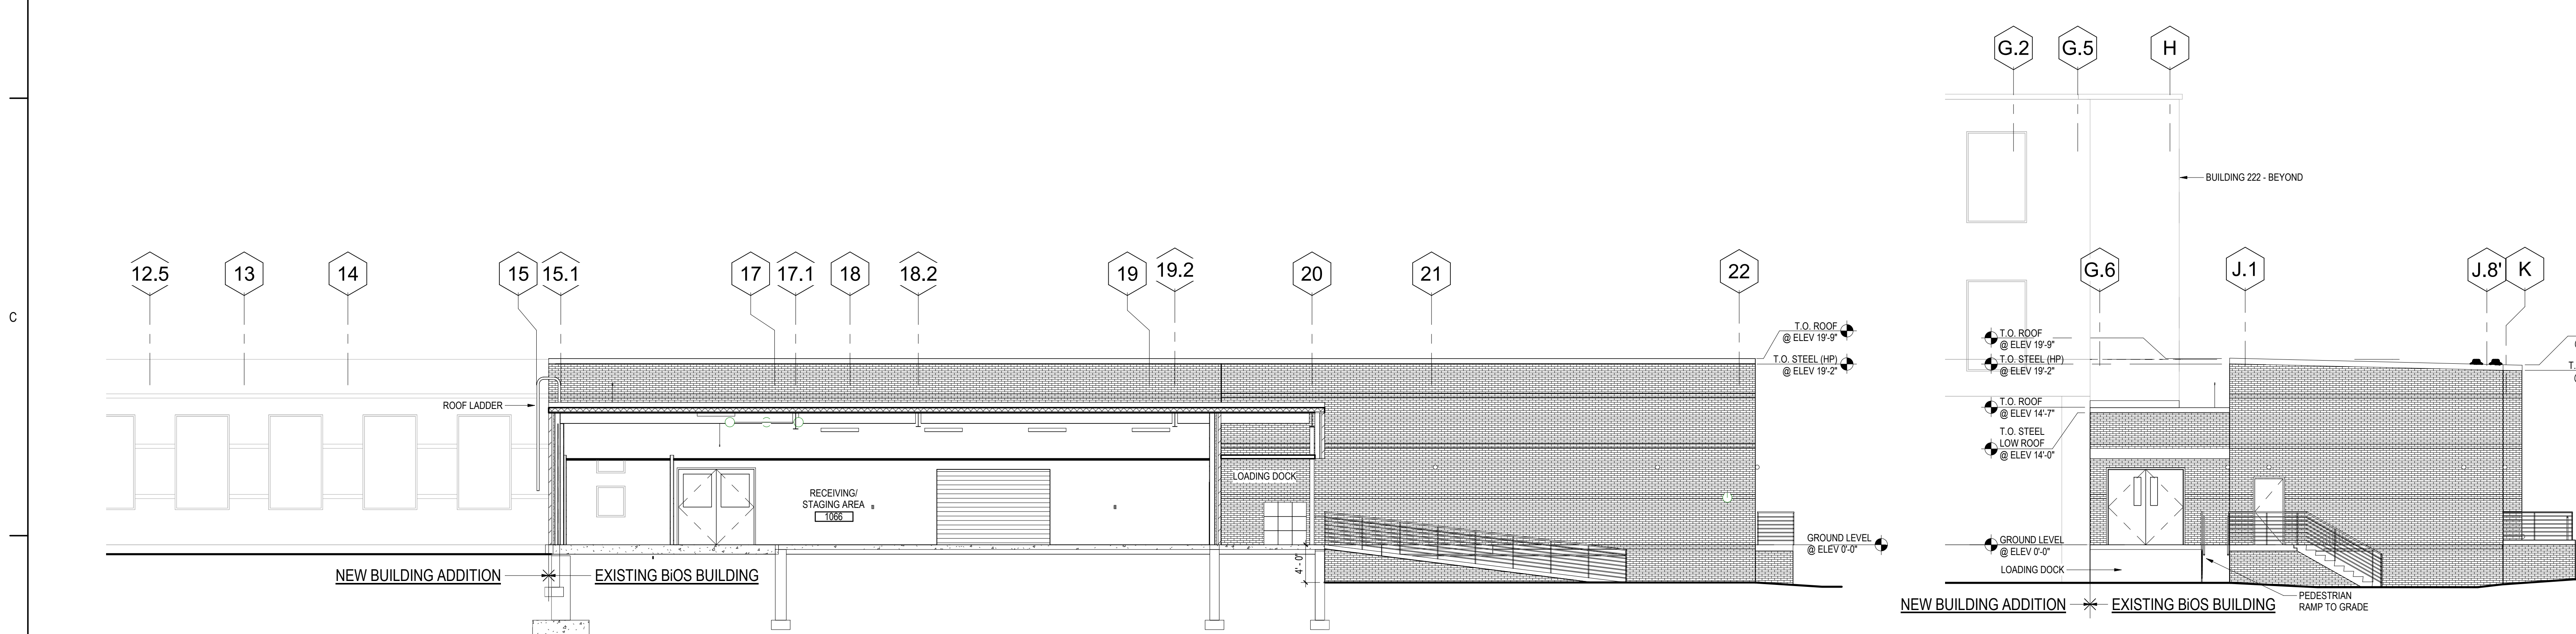 G.2
G.5
H
BUILDING 222 - BEYOND
12.5
13
14
15
15.1
17
17.1
18
18.2
19
19.2
20
21
22
G.6
J.1
J.8'
K
C
T.O. ROOF
@ ELEV 19'-9"
T.O. STEEL (HP)
@ ELEV 19'-2"
ROOF LADDER
LOADING DOCK
RECEIVING/
STAGING AREA
1066
GROUND LEVEL
@ ELEV 0'-0"
4' - 0"
NEW BUILDING ADDITION
EXISTING BiOS BUILDING
T.O. ROOF
@ ELEV 19'-9"
T.O. STEEL (HP)
@ ELEV 19'-2"
T.O. ROOF
@ ELEV 14'-7"
T.O. STEEL
LOW ROOF
@ ELEV 14'-0"
GROUND LEVEL
@ ELEV 0'-0"
LOADING DOCK
PEDESTRIAN
RAMP TO GRADE
NEW BUILDING ADDITION
EXISTING BiOS BUILDING